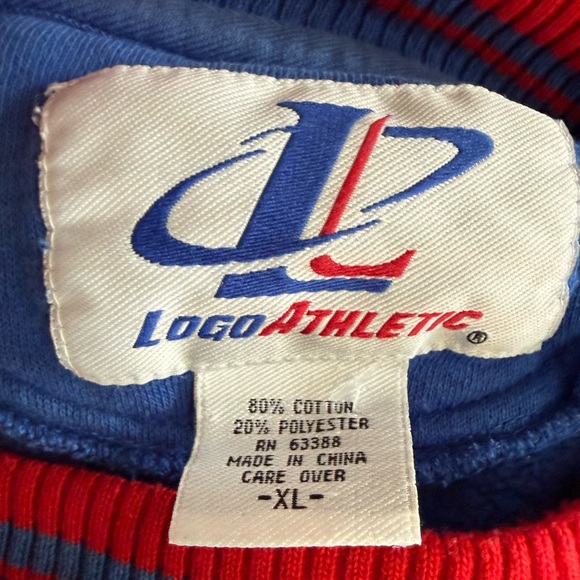 L
LOGO ATHLETIC®
80% COTTON
20% POLYESTER
RN 63388
MADE IN CHINA
CARE OVER
-XL-